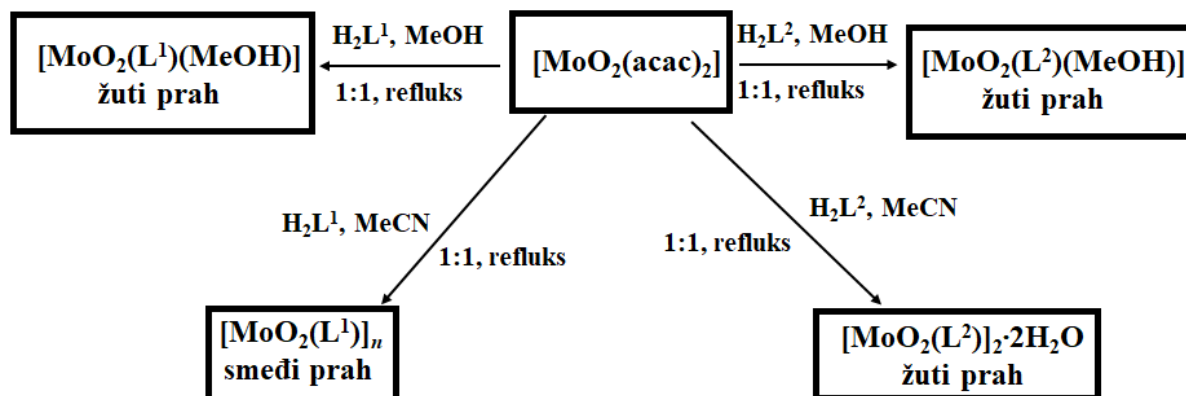 [MoO₂(L¹)(MeOH)]
žuti prah
H₂L¹, MeOH
1:1, refluks
[MoO₂(acac)₂]
H₂L², MeOH
1:1, refluks
[MoO₂(L²)(MeOH)]
žuti prah
H₂L¹, MeCN
1:1, refluks
H₂L², MeCN
1:1, refluks
[MoO₂(L¹)]ₙ
smeđi prah
[MoO₂(L²)]₂·2H₂O
žuti prah